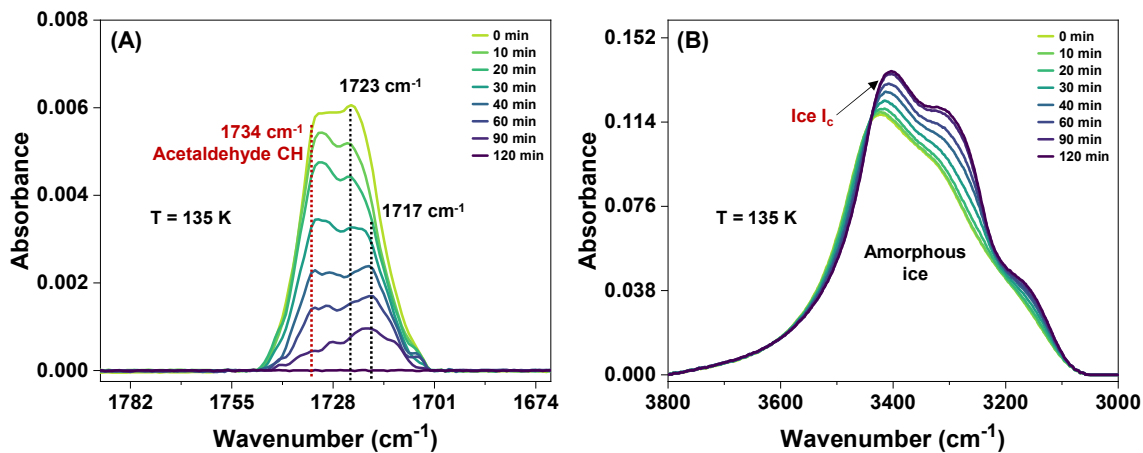 (A)
0 min
10 min
20 min
30 min
40 min
60 min
90 min
120 min
1723 cm⁻¹
1734 cm⁻¹
Acetaldehyde CH
1717 cm⁻¹
T = 135 K
0.008
0.006
0.004
0.002
0.000
Absorbance
1782 1755 1728 1701 1674
Wavenumber (cm⁻¹)
(B)
0 min
10 min
20 min
30 min
40 min
60 min
90 min
120 min
Ice I꜀
T = 135 K
Amorphous
ice
0.152
0.114
0.076
0.038
0.000
Absorbance
3800 3600 3400 3200 3000
Wavenumber (cm⁻¹)